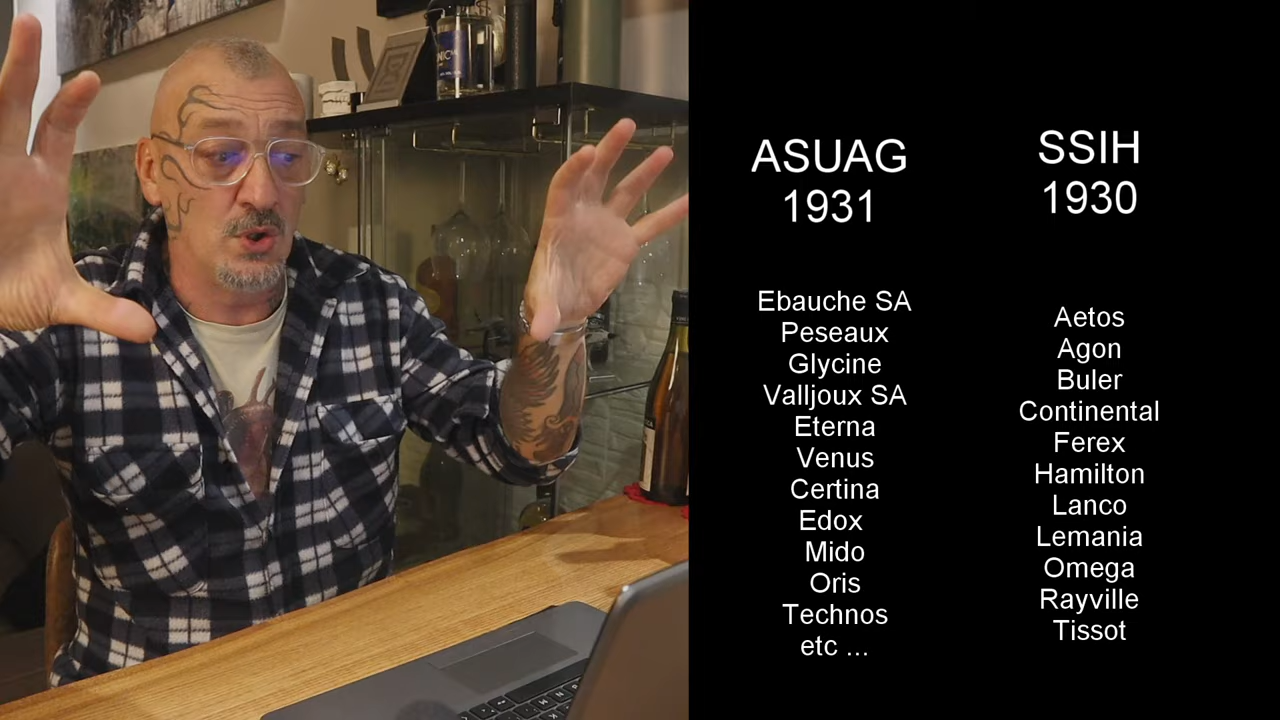 ASUAG
1931
Ebauche SA
Peseaux
Glycine
Valljoux SA
Eterna
Venus
Certina
Edox
Mido
Oris
Technos
etc ...
SSIH
1930
Aetos
Agon
Buler
Continental
Ferex
Hamilton
Lanco
Lemania
Omega
Rayville
Tissot